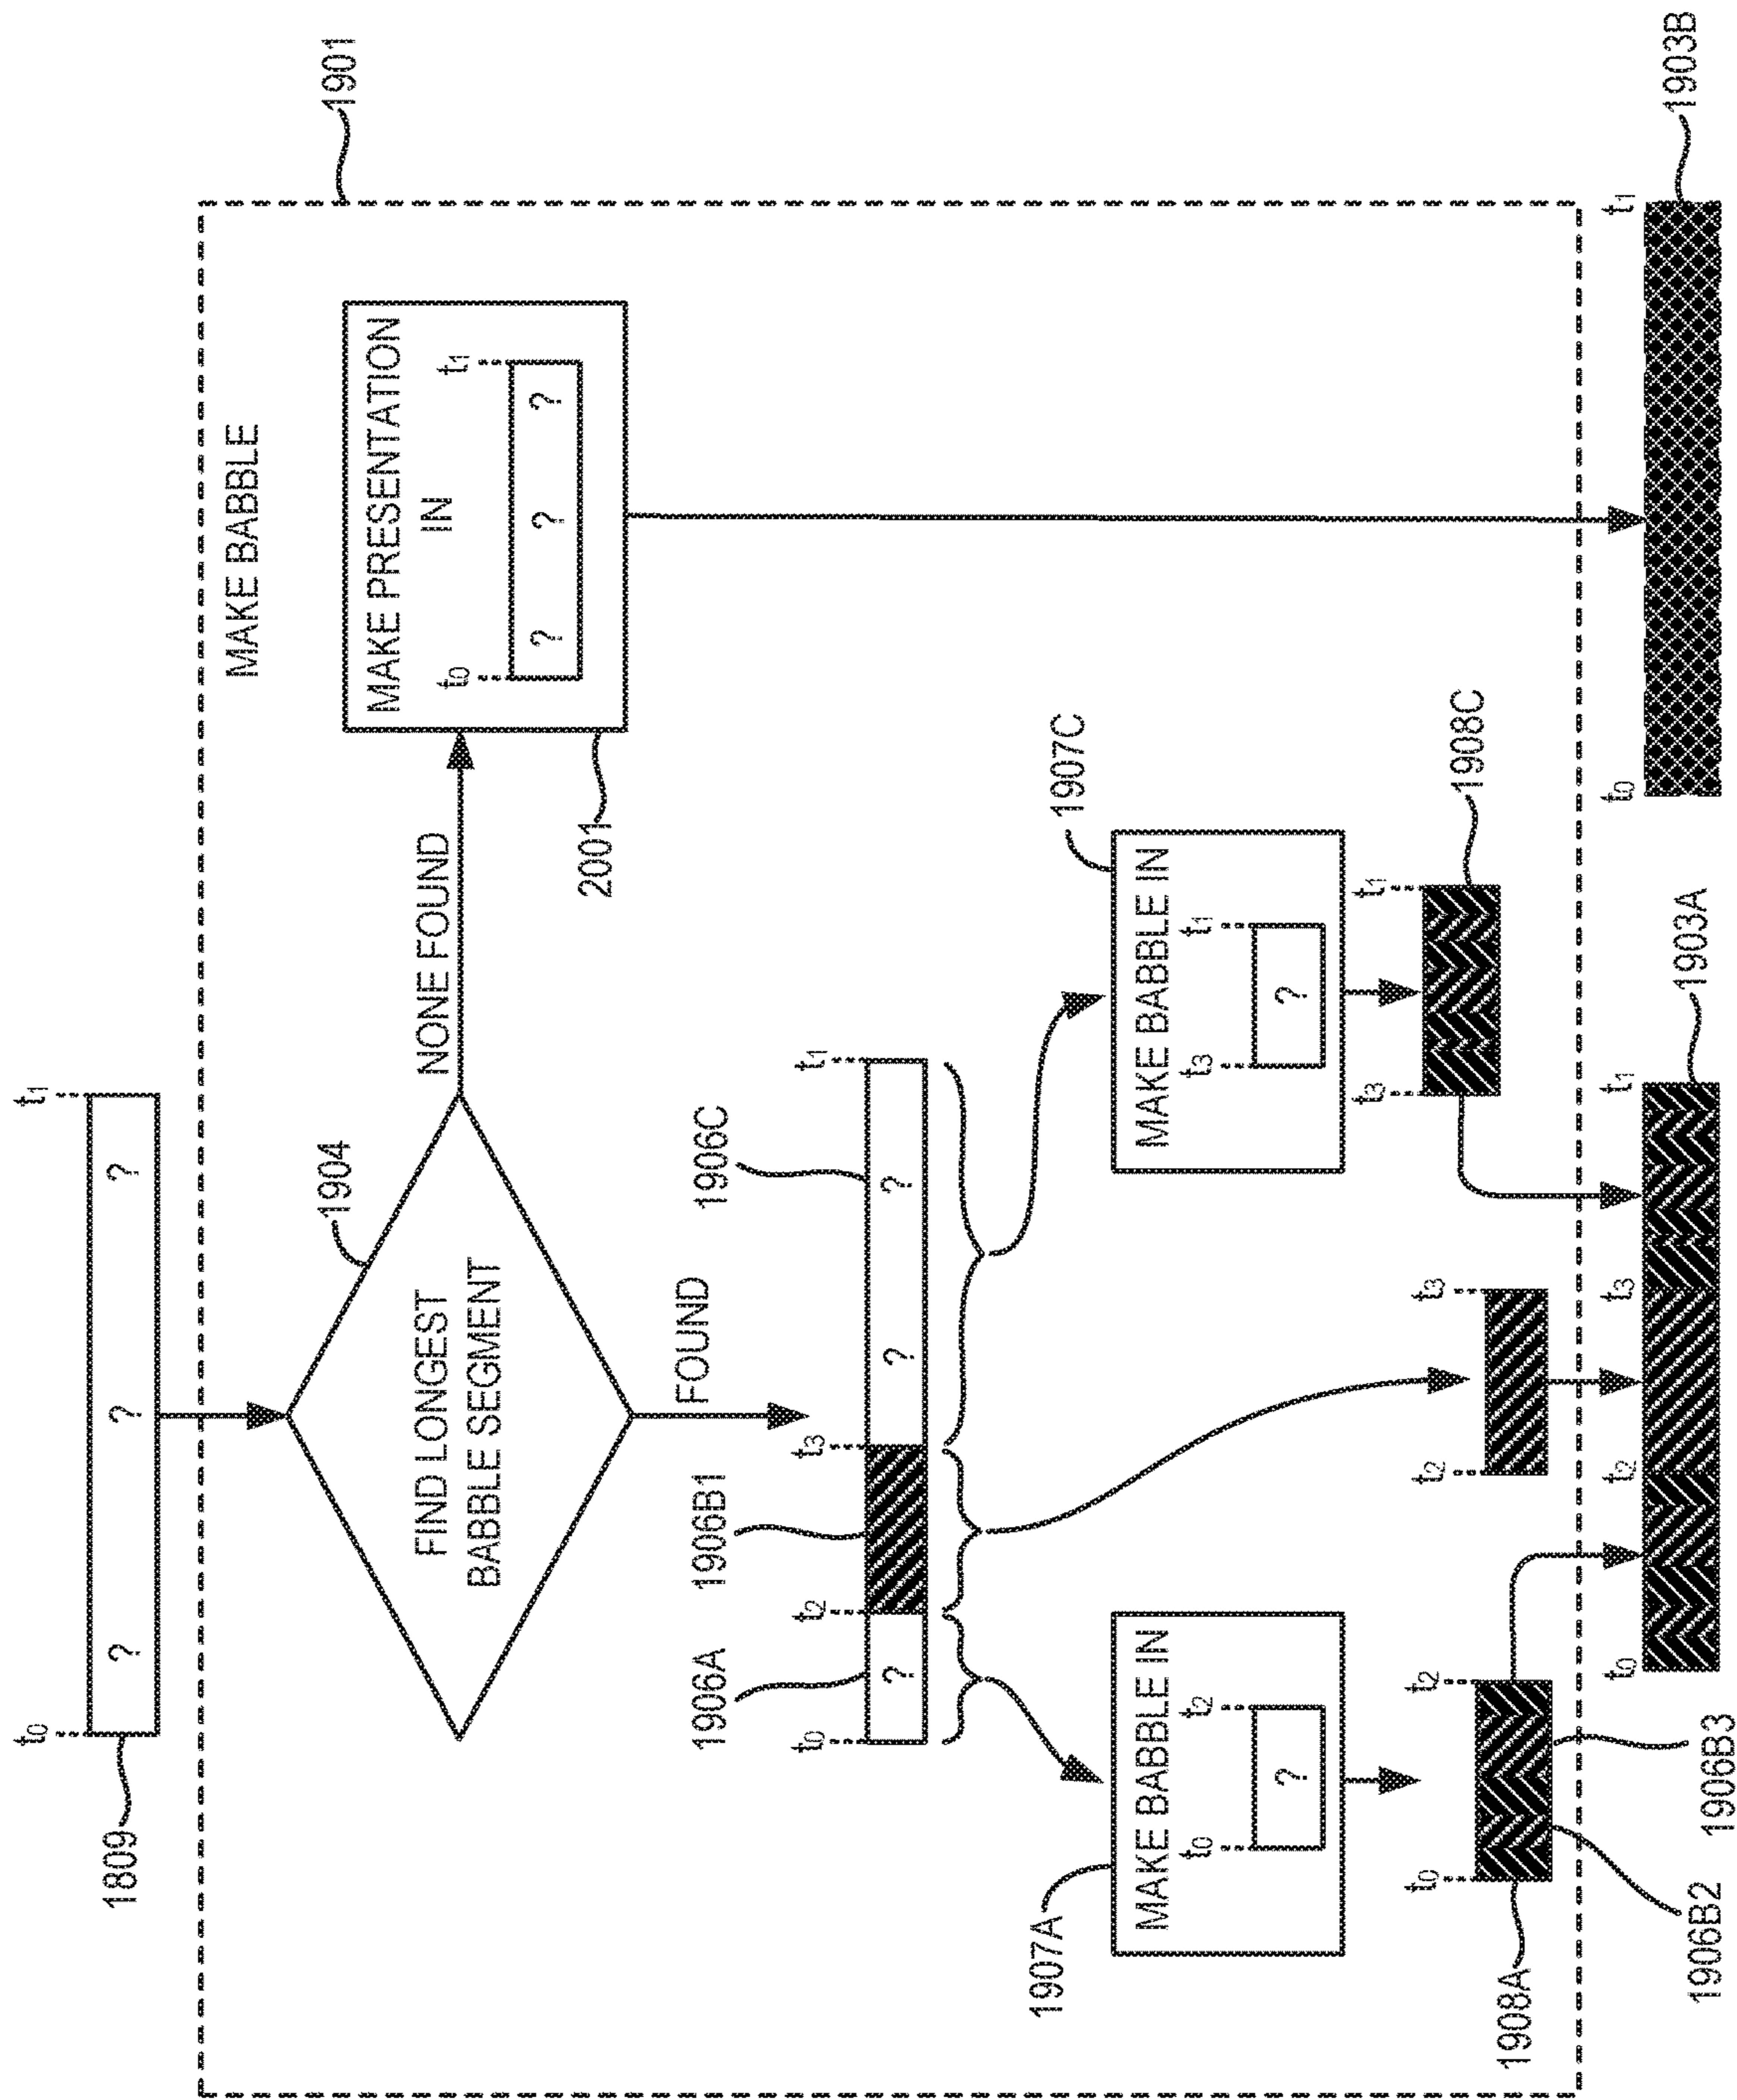 t0
t1
?
?
?
1809
MAKE BABBLE
1901
FIND LONGEST
BABBLE SEGMENT
1904
NONE FOUND
MAKE PRESENTATION
IN
t0
t1
?
?
?
2001
FOUND
1906A
1906B1
1906C
t0
t2
t3
t1
?
?
?
1907A
MAKE BABBLE IN
t0
t2
?
MAKE BABBLE IN
t3
t1
?
1907C
t0
t2
1908A
t2
t3
t3
t1
1908C
1906B2
1906B3
t0
t2
t3
t1
1903A
t0
t1
1903B